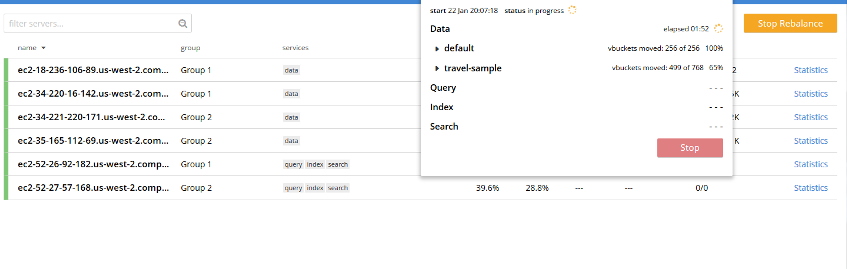 start 22 Jan 20:07:18 - status in progress
filter servers...
Stop Rebalance
Data elapsed 01:52
name group services
default vbuckets moved: 256 of 256 100%
ec2-18-236-106-89.us-west-2.com... Group 1 data 2 Statistics
travel-sample vbuckets moved: 499 of 768 65%
Query - - -
ec2-34-220-16-142.us-west-2.com... Group 1 data K Statistics
Index - - -
ec2-34-221-220-171.us-west-2.co... Group 2 data K Statistics
Search - - -
ec2-35-165-112-69.us-west-2.com... Group 2 data K Statistics
Stop
ec2-52-26-92-182.us-west-2.comp... Group 1 query index search Statistics
ec2-52-27-57-168.us-west-2.comp... Group 2 query index search 39.6% 28.8% --- --- 0/0 Statistics